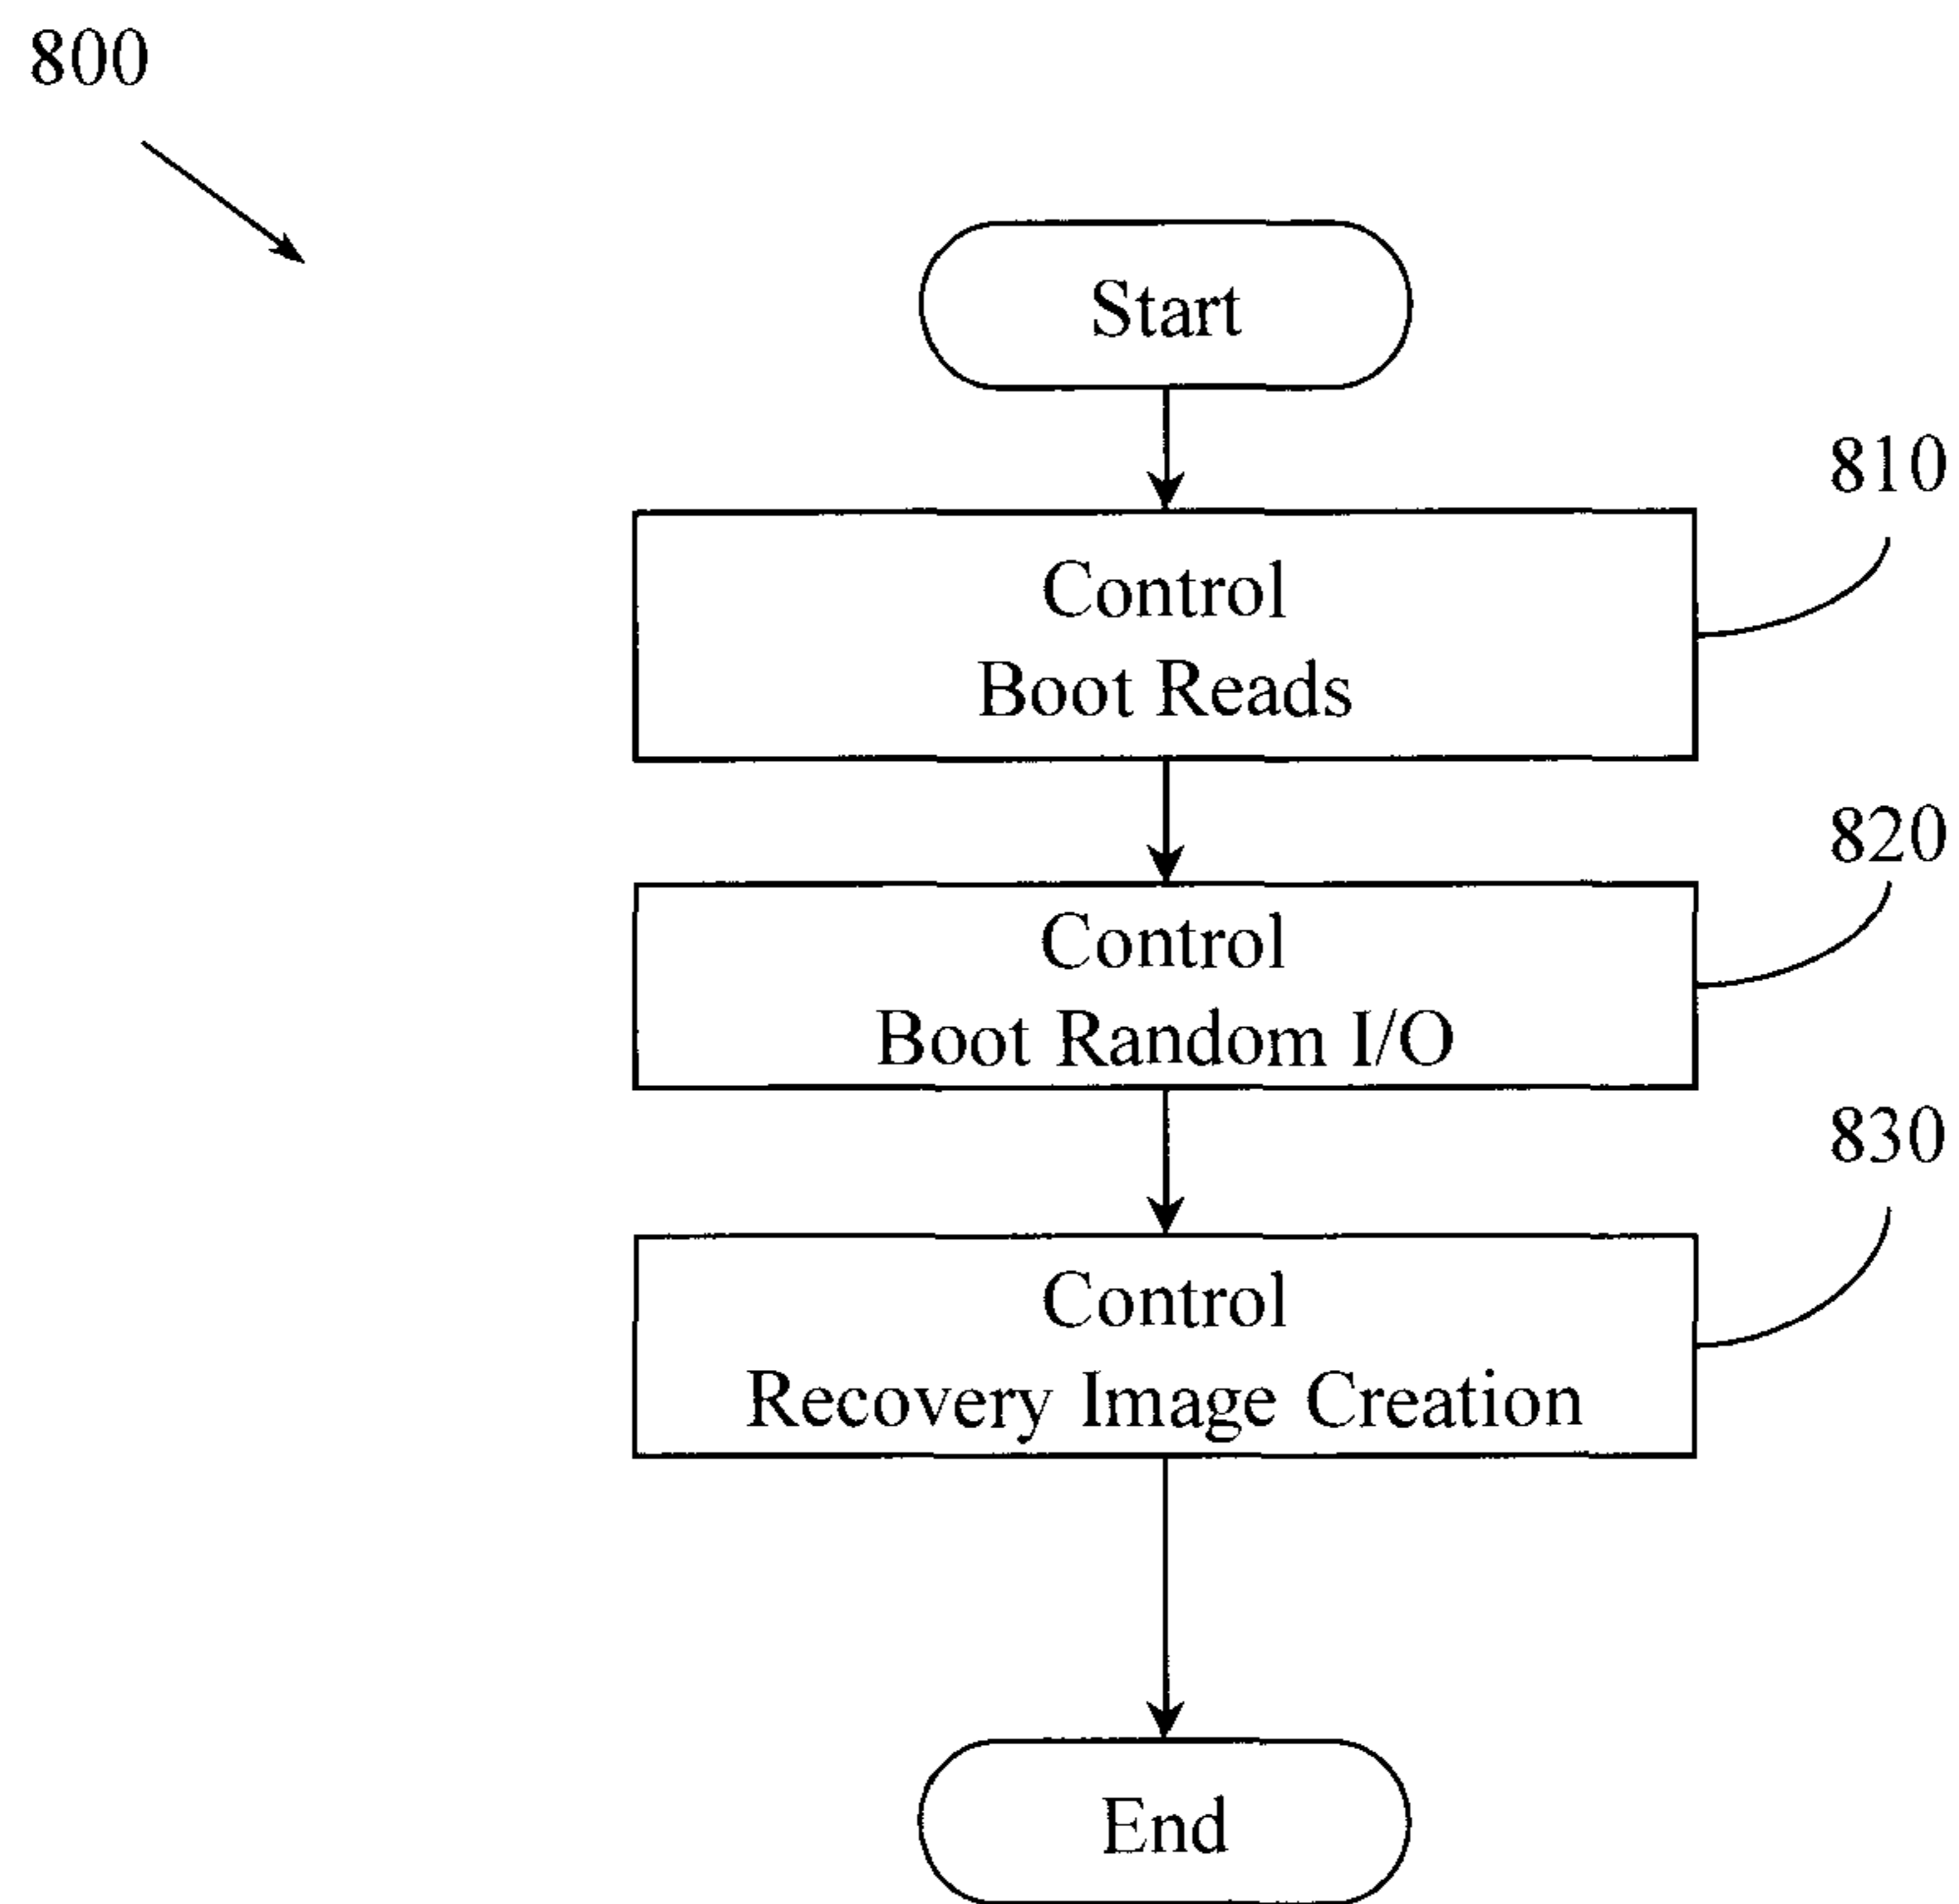 800
Start
810
Control
Boot Reads
820
Control
Boot Random I/O
830
Control
Recovery Image Creation
End